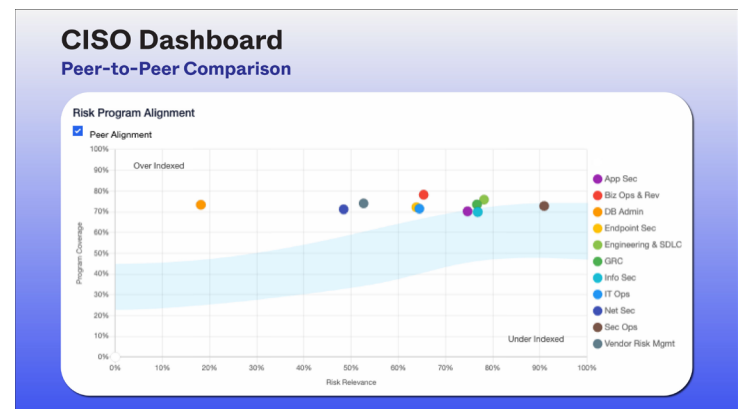 CISO Dashboard
Peer-to-Peer Comparison
Risk Program Alignment
Peer Alignment
100%
90%
80%
70%
60%
50%
40%
30%
20%
10%
0%
Program Coverage
Over Indexed
Under Indexed
0% 10% 20% 30% 40% 50% 60% 70% 80% 90% 100%
Risk Relevance
App Sec
Biz Ops & Rev
DB Admin
Endpoint Sec
Engineering & SDLC
GRC
Info Sec
IT Ops
Net Sec
Sec Ops
Vendor Risk Mgmt